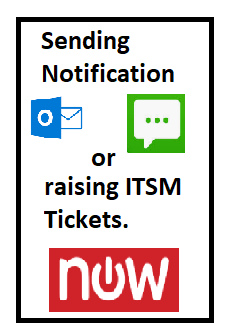 Sending
Notification
O
or
raising ITSM
Tickets.
now